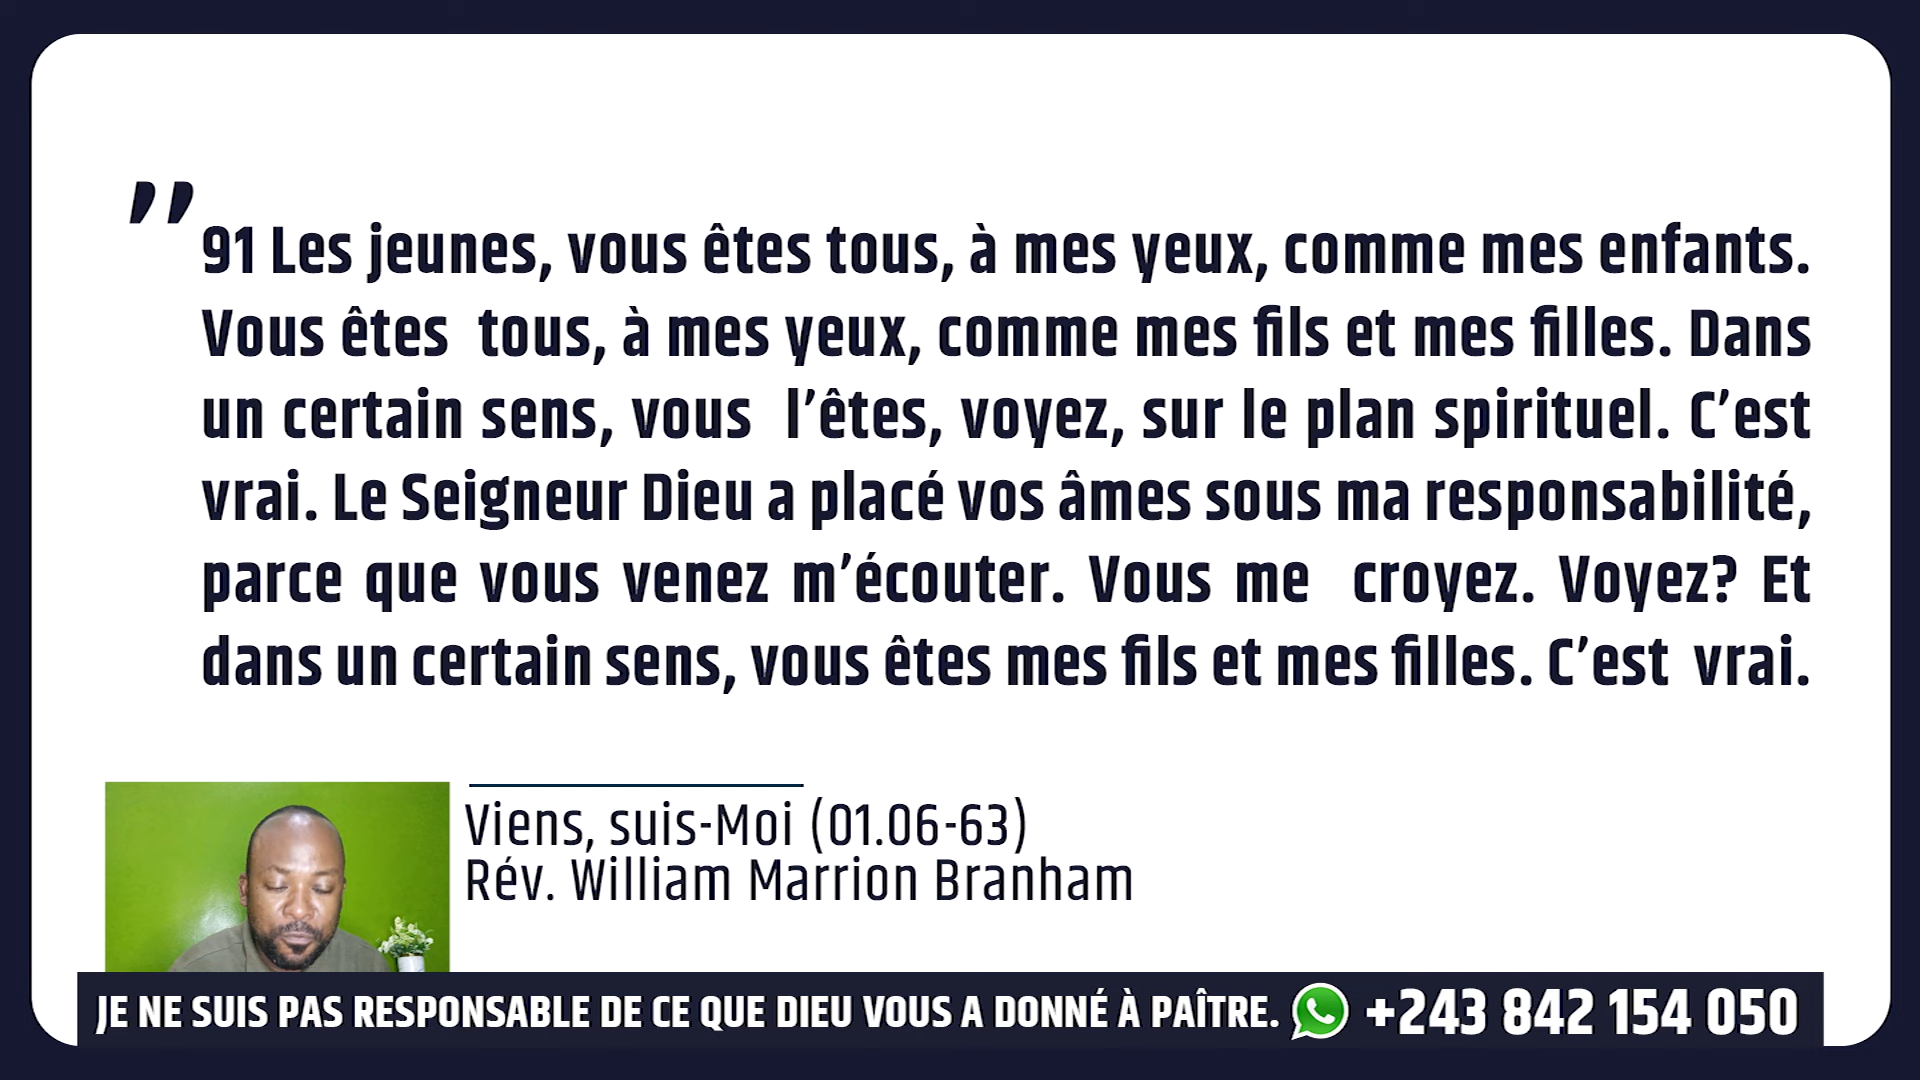 ” 91 Les jeunes, vous êtes tous, à mes yeux, comme mes enfants.
Vous êtes tous, à mes yeux, comme mes fils et mes filles. Dans
un certain sens, vous l’êtes, voyez, sur le plan spirituel. C’est
vrai. Le Seigneur Dieu a placé vos âmes sous ma responsabilité,
parce que vous venez m’écouter. Vous me croyez. Voyez? Et
dans un certain sens, vous êtes mes fils et mes filles. C’est vrai.
Viens, suis-Moi (01.06-63)
Rév. William Marrion Branham
JE NE SUIS PAS RESPONSABLE DE CE QUE DIEU VOUS A DONNÉ À PAÎTRE. +243 842 154 050